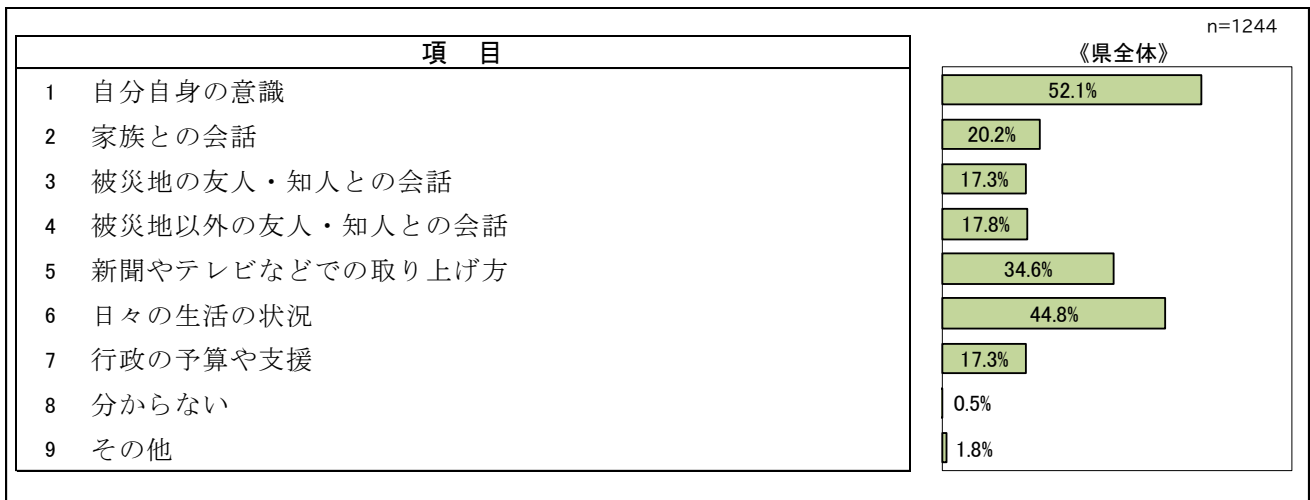 n=1244
項 目 《県全体》
1 自分自身の意識 52.1%
2 家族との会話 20.2%
3 被災地の友人・知人との会話 17.3%
4 被災地以外の友人・知人との会話 17.8%
5 新聞やテレビなどでの取り上げ方 34.6%
6 日々の生活の状況 44.8%
7 行政の予算や支援 17.3%
8 分からない 0.5%
9 その他 1.8%